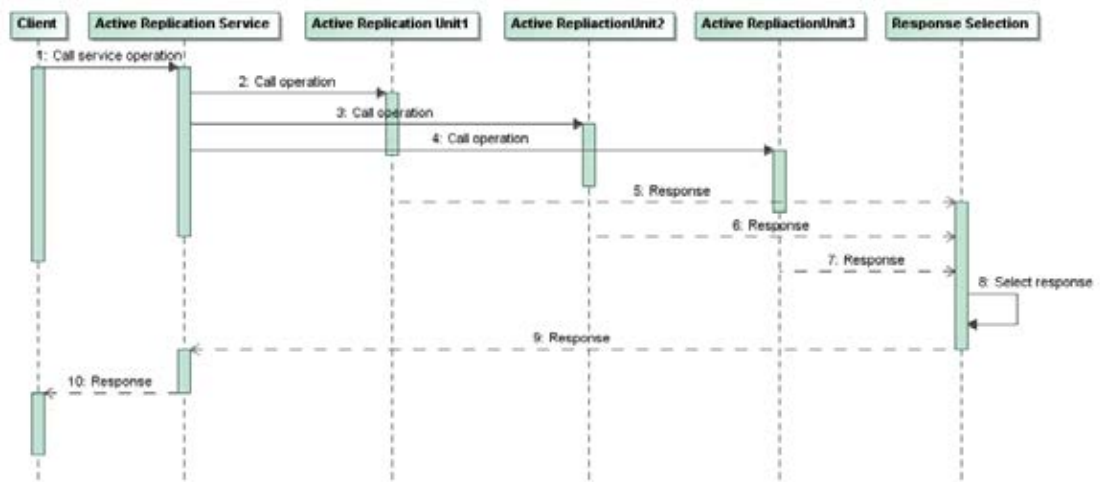 Client
Active Replication Service
Active Replication Unit1
Active RepliactionUnit2
Active RepliactionUnit3
Response Selection
1: Call service operation
2: Call operation
3: Call operation
4: Call operation
5: Response
6: Response
7: Response
8: Select response
9: Response
10: Response